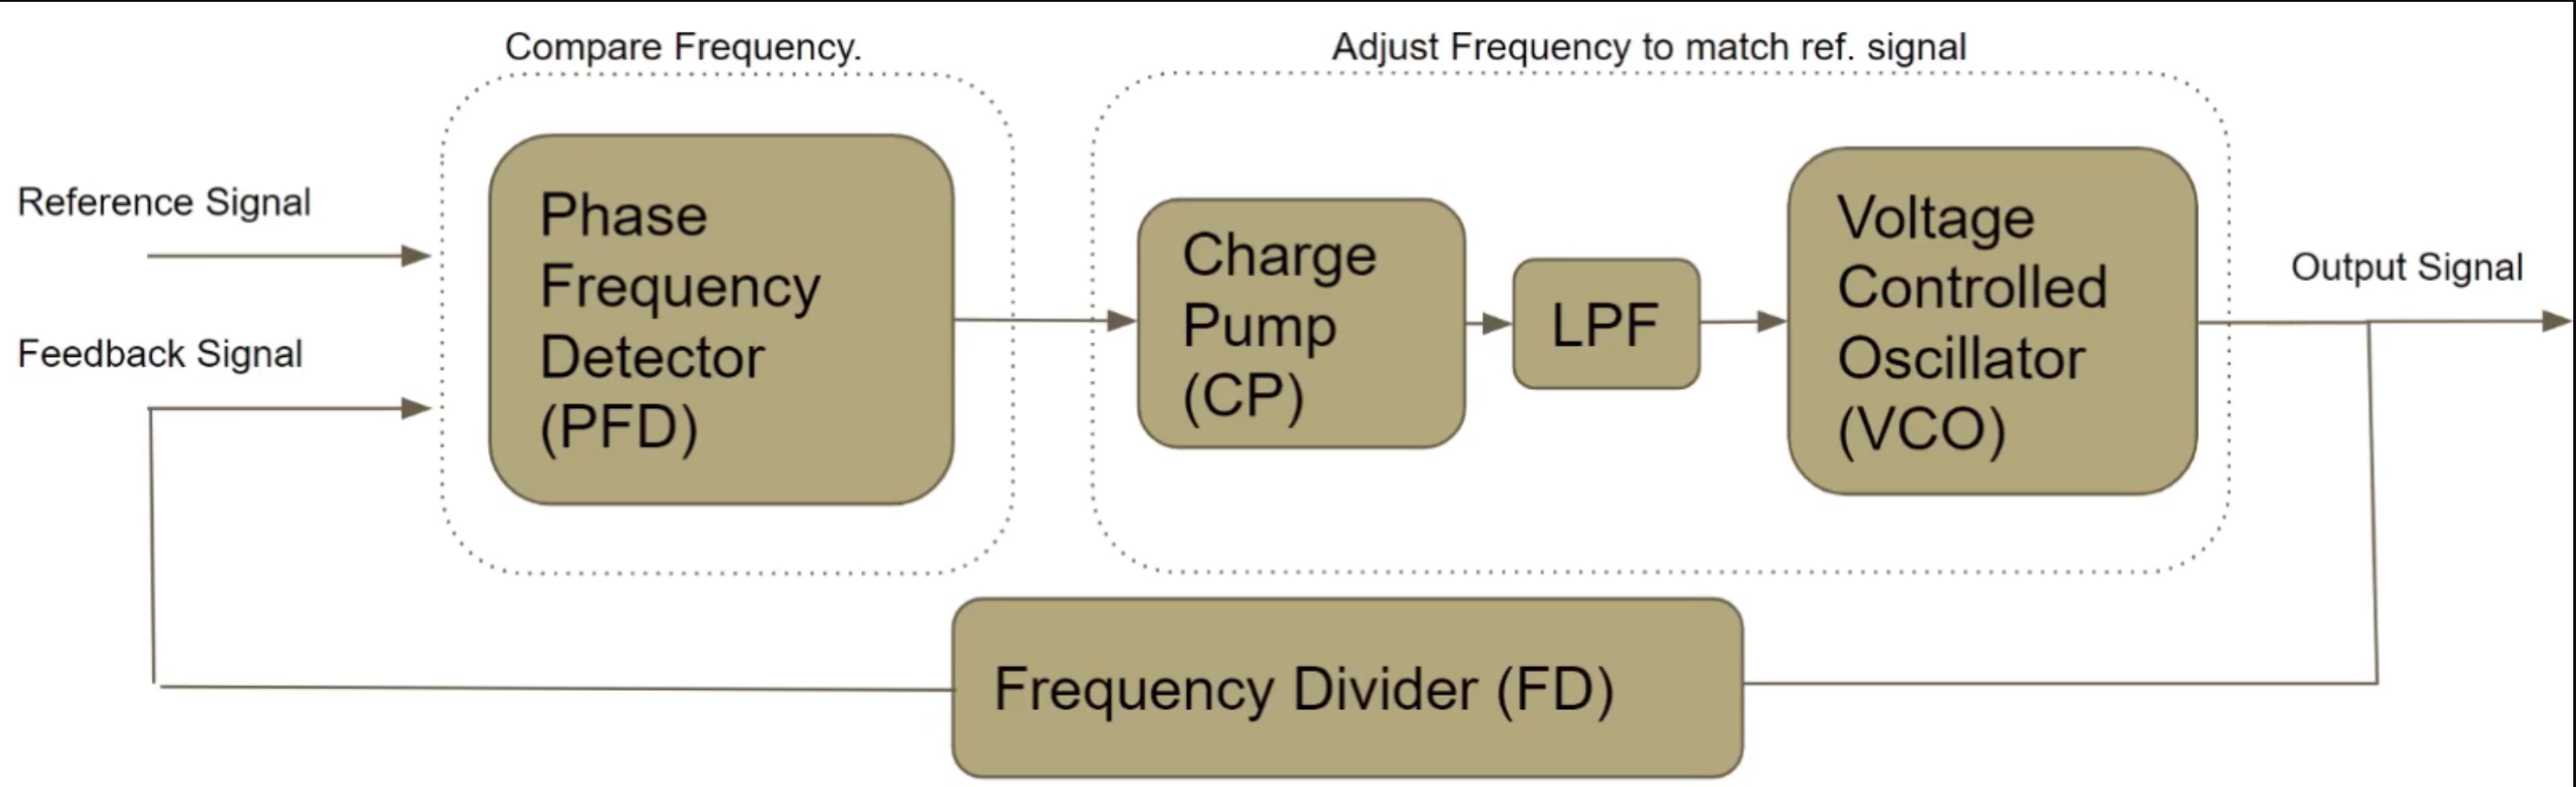 Compare Frequency.
Adjust Frequency to match ref. signal
Reference Signal
Feedback Signal
Phase
Frequency
Detector
(PFD)
Charge
Pump
(CP)
LPF
Voltage
Controlled
Oscillator
(VCO)
Output Signal
Frequency Divider (FD)